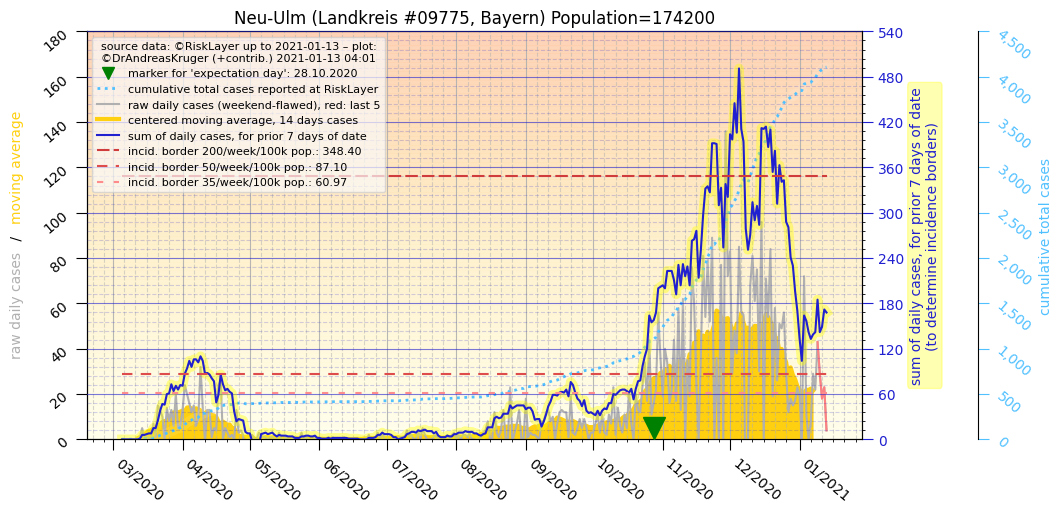 Neu-Ulm (Landkreis #09775, Bayern) Population=174200
source data: ©RiskLayer up to 2021-01-13 – plot:
©DrAndreasKruger (+contrib.) 2021-01-13 04:01
marker for 'expectation day': 28.10.2020
cumulative total cases reported at RiskLayer
raw daily cases (weekend-flawed), red: last 5
centered moving average, 14 days cases
sum of daily cases, for prior 7 days of date
incid. border 200/week/100k pop.: 348.40
incid. border 50/week/100k pop.: 87.10
incid. border 35/week/100k pop.: 60.97
raw daily cases / moving average
180
160
140
120
100
80
60
40
20
0
03/2020
04/2020
05/2020
06/2020
07/2020
08/2020
09/2020
10/2020
11/2020
12/2020
01/2021
540
480
420
360
300
240
180
120
60
0
sum of daily cases, for prior 7 days of date
(to determine incidence borders)
4,500
4,000
3,500
3,000
2,500
2,000
1,500
1,000
500
0
cumulative total cases